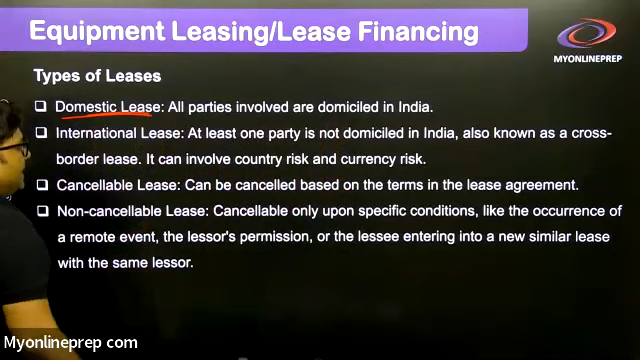 Equipment Leasing/Lease Financing
MYONLINEPREP
Types of Leases
Domestic Lease: All parties involved are domiciled in India.
International Lease: At least one party is not domiciled in India, also known as a cross-
border lease. It can involve country risk and currency risk.
Cancellable Lease: Can be cancelled based on the terms in the lease agreement.
Non-cancellable Lease: Cancellable only upon specific conditions, like the occurrence of
a remote event, the lessor's permission, or the lessee entering into a new similar lease
with the same lessor.
Myonlineprep com